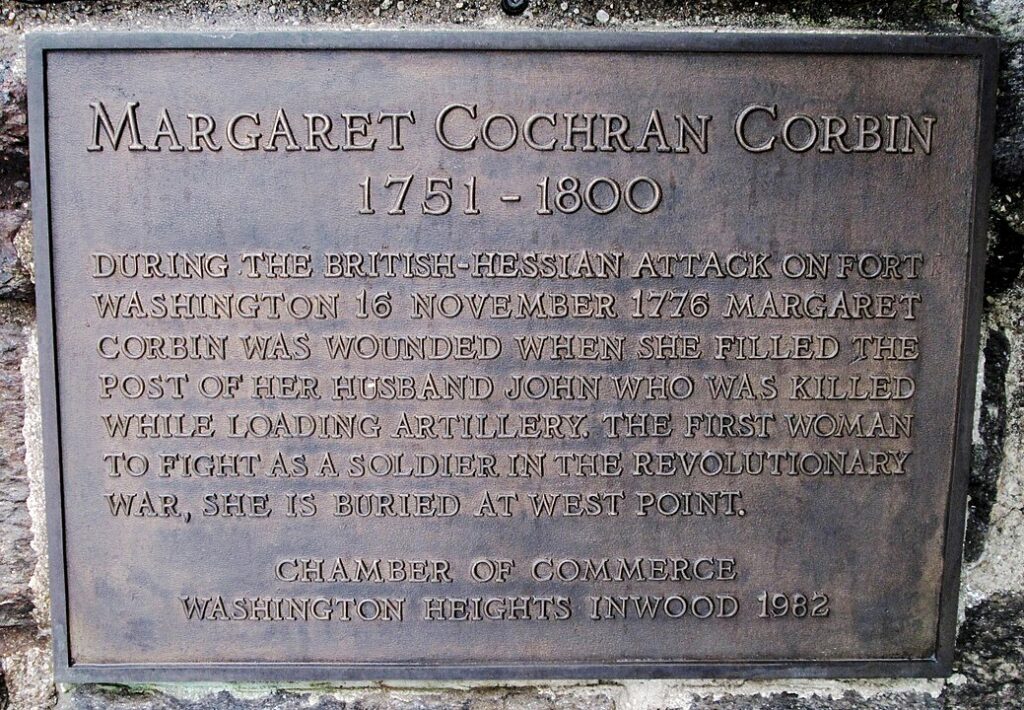 MARGARET COCHRAN CORBIN
1751 - 1800
DURING THE BRITISH-HESSIAN ATTACK ON FORT
WASHINGTON 16 NOVEMBER 1776 MARGARET
CORBIN WAS WOUNDED WHEN SHE FILLED THE
POST OF HER HUSBAND JOHN WHO WAS KILLED
WHILE LOADING ARTILLERY. THE FIRST WOMAN
TO FIGHT AS A SOLDIER IN THE REVOLUTIONARY
WAR, SHE IS BURIED AT WEST POINT.
CHAMBER OF COMMERCE
WASHINGTON HEIGHTS INWOOD 1982